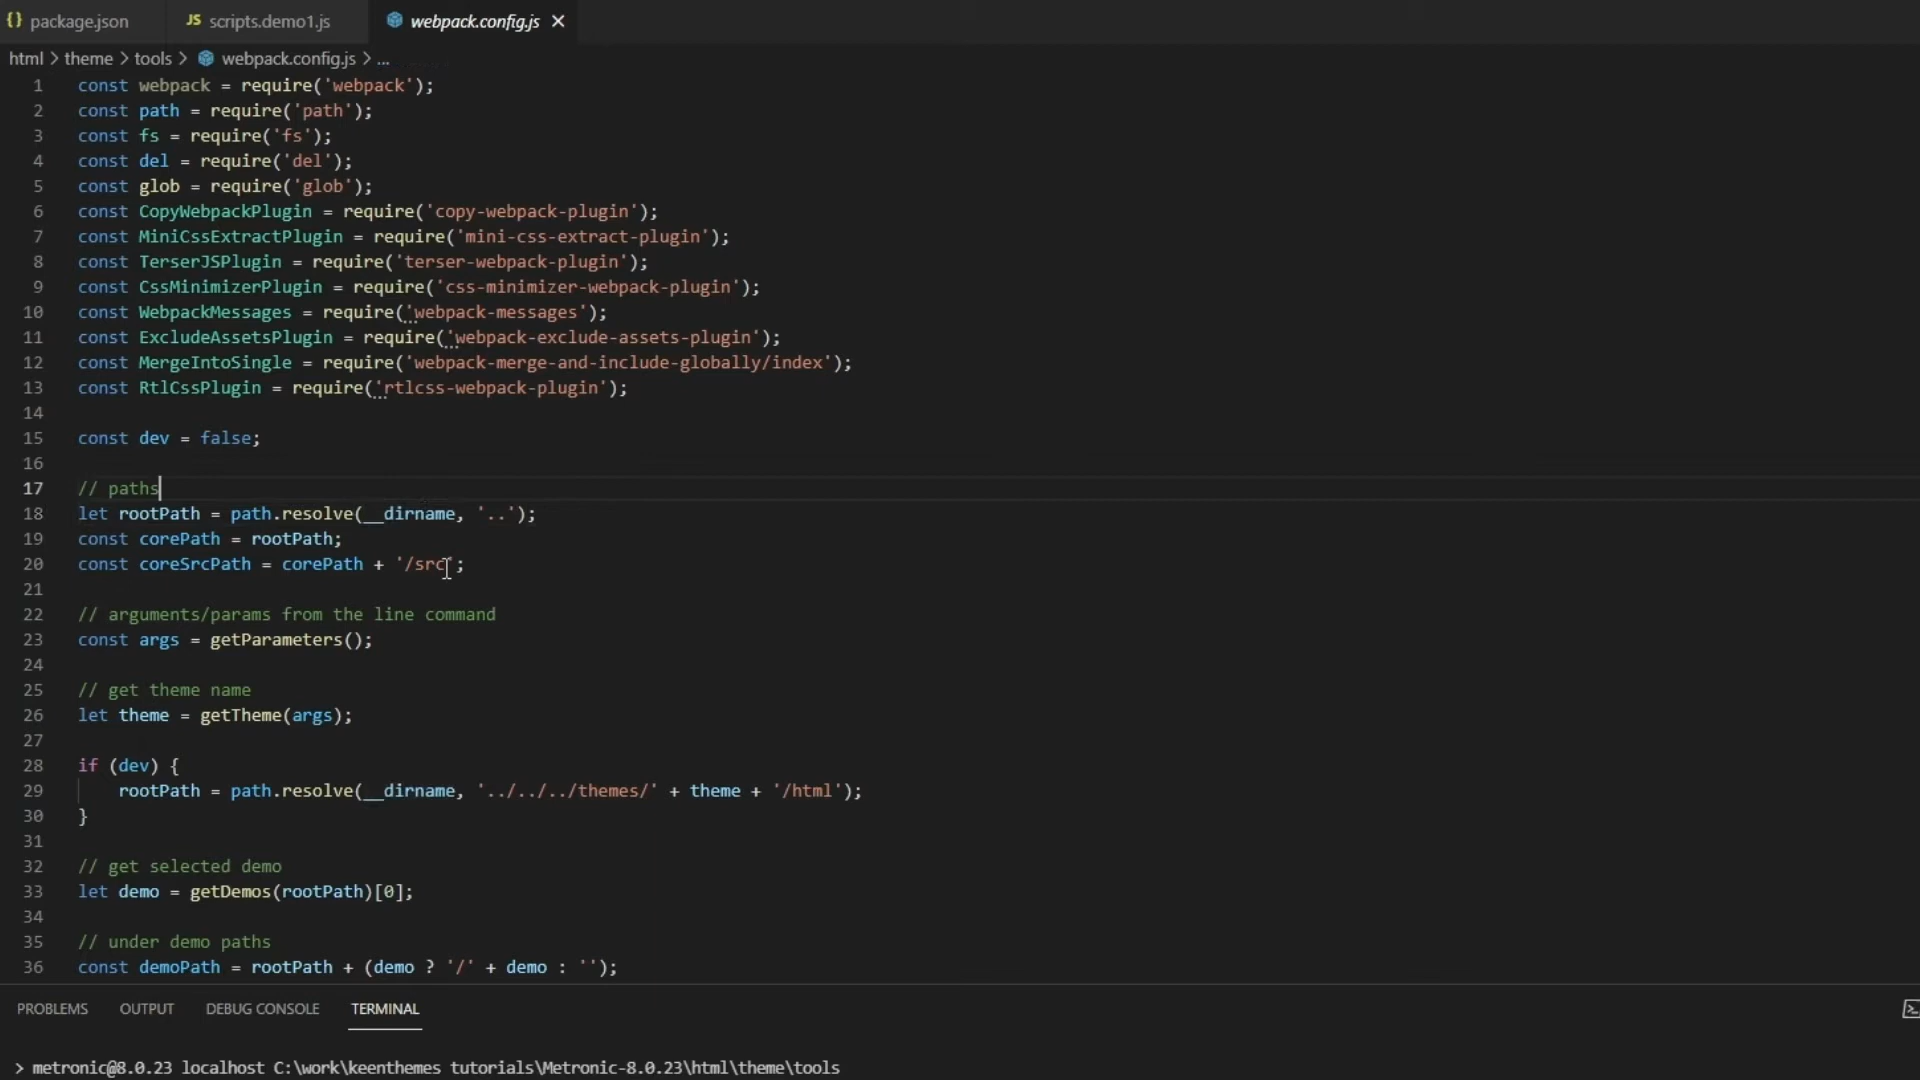 {} package.json JS scripts.demo1.js webpack.config.js ×
html > theme > tools > webpack.config.js > ...
1 const webpack = require('webpack');
2 const path = require('path');
3 const fs = require('fs');
4 const del = require('del');
5 const glob = require('glob');
6 const CopyWebpackPlugin = require('copy-webpack-plugin');
7 const MiniCssExtractPlugin = require('mini-css-extract-plugin');
8 const TerserJSPlugin = require('terser-webpack-plugin');
9 const CssMinimizerPlugin = require('css-minimizer-webpack-plugin');
10 const WebpackMessages = require('webpack-messages');
11 const ExcludeAssetsPlugin = require('webpack-exclude-assets-plugin');
12 const MergeIntoSingle = require('webpack-merge-and-include-globally/index');
13 const RtlCssPlugin = require('rtlcss-webpack-plugin');
14
15 const dev = false;
16
17 // paths
18 let rootPath = path.resolve(__dirname, '..');
19 const corePath = rootPath;
20 const coreSrcPath = corePath + '/src';
21
22 // arguments/params from the line command
23 const args = getParameters();
24
25 // get theme name
26 let theme = getTheme(args);
27
28 if (dev) {
29 rootPath = path.resolve(__dirname, '../../../themes/' + theme + '/html');
30 }
31
32 // get selected demo
33 let demo = getDemos(rootPath)[0];
34
35 // under demo paths
36 const demoPath = rootPath + (demo ? '/' + demo : '');
PROBLEMS OUTPUT DEBUG CONSOLE TERMINAL
> metronic@8.0.23 localhost C:\work\keenthemes tutorials\Metronic-8.0.23\html\theme\tools